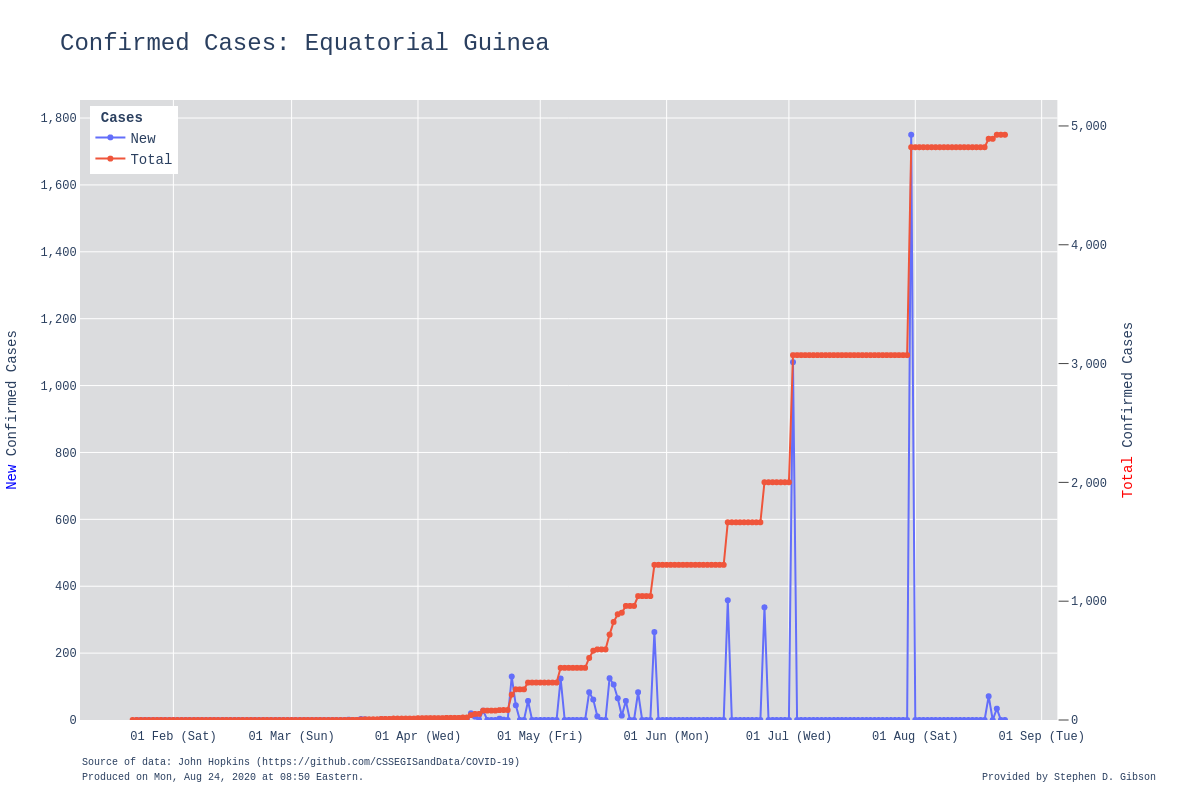 Confirmed Cases: Equatorial Guinea
Cases
New
Total
1,800
1,600
1,400
1,200
1,000
800
600
400
200
0
5,000
4,000
3,000
2,000
1,000
0
New Confirmed Cases
Total Confirmed Cases
01 Feb (Sat)
01 Mar (Sun)
01 Apr (Wed)
01 May (Fri)
01 Jun (Mon)
01 Jul (Wed)
01 Aug (Sat)
01 Sep (Tue)
Source of data: John Hopkins (https://github.com/CSSEGISandData/COVID-19)
Produced on Mon, Aug 24, 2020 at 08:50 Eastern.
Provided by Stephen D. Gibson